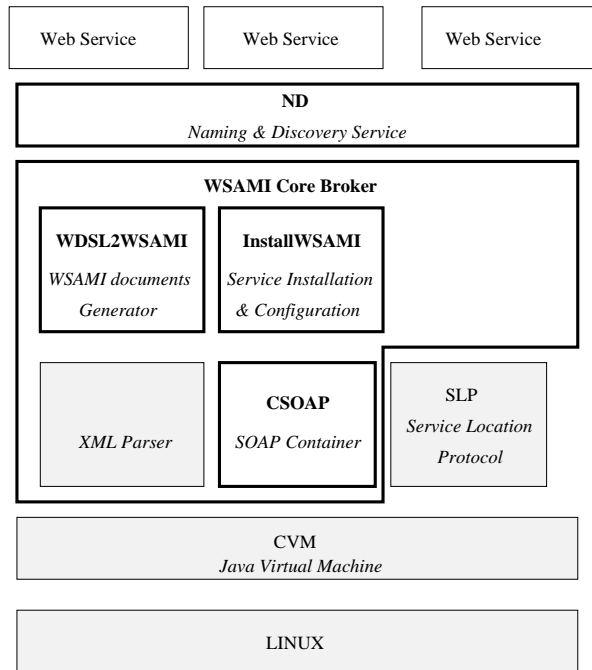 Web Service
Web Service
Web Service
ND
Naming & Discovery Service
WSAMI Core Broker
WDSL2WSAMI
WSAMI documents
Generator
InstallWSAMI
Service Installation
& Configuration
XML Parser
CSOAP
SOAP Container
SLP
Service Location
Protocol
CVM
Java Virtual Machine
LINUX